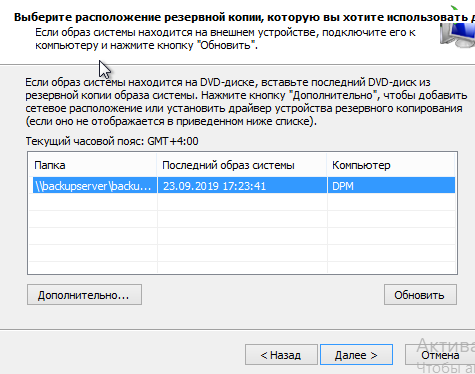 Выберите расположение резервной копии, которую вы хотите использовать д
Если образ системы находится на внешнем устройстве, подключите его к
компьютеру и нажмите кнопку "Обновить".
Если образ системы находится на DVD-диске, вставьте последний DVD-диск из
резервной копии образа системы. Нажмите кнопку "Дополнительно", чтобы добавить
сетевое расположение или установить драйвер устройства резервного копирования
(если оно не отображается в приведенном ниже списке).
Текущий часовой пояс: GMT+4:00
Папка Последний образ системы Компьютер
\\backupserver\backu... 23.09.2019 17:23:41 DPM
Дополнительно... Обновить
< Назад Далее > Отмена
Актива
Чтобы а